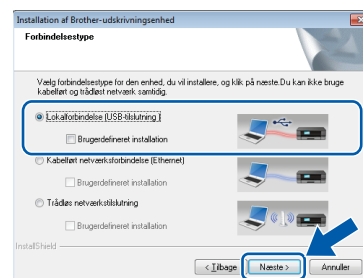 Installation af Brother-udskrivningsenhed
Forbindelsestype
Vælg forbindelsestype for den enhed, du vil installere, og klik på næste.Du kan ikke bruge
kabelført og trådløst netværk samtidig.
Lokalforbindelse (USB-tilslutning)
Brugerdefineret installation
Kabelført netværksforbindelse (Ethernet)
Brugerdefineret installation
Trådløs netværkstilslutning
Brugerdefineret installation
InstallShield
< Tilbage Næste > Annuller